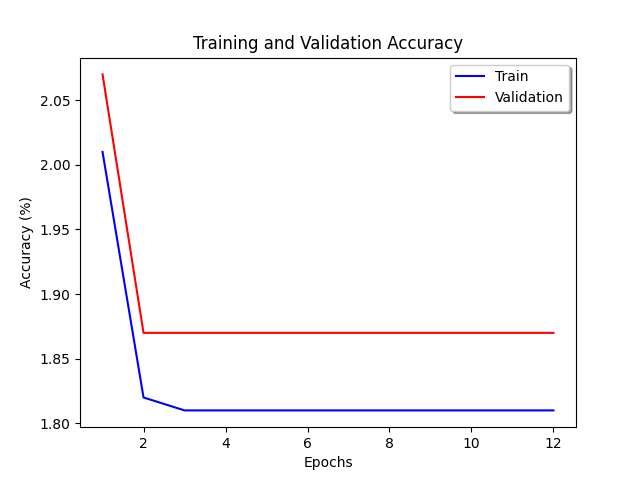 Training and Validation Accuracy
Train
Validation
Accuracy (%)
2.05
2.00
1.95
1.90
1.85
1.80
2 4 6 8 10 12
Epochs